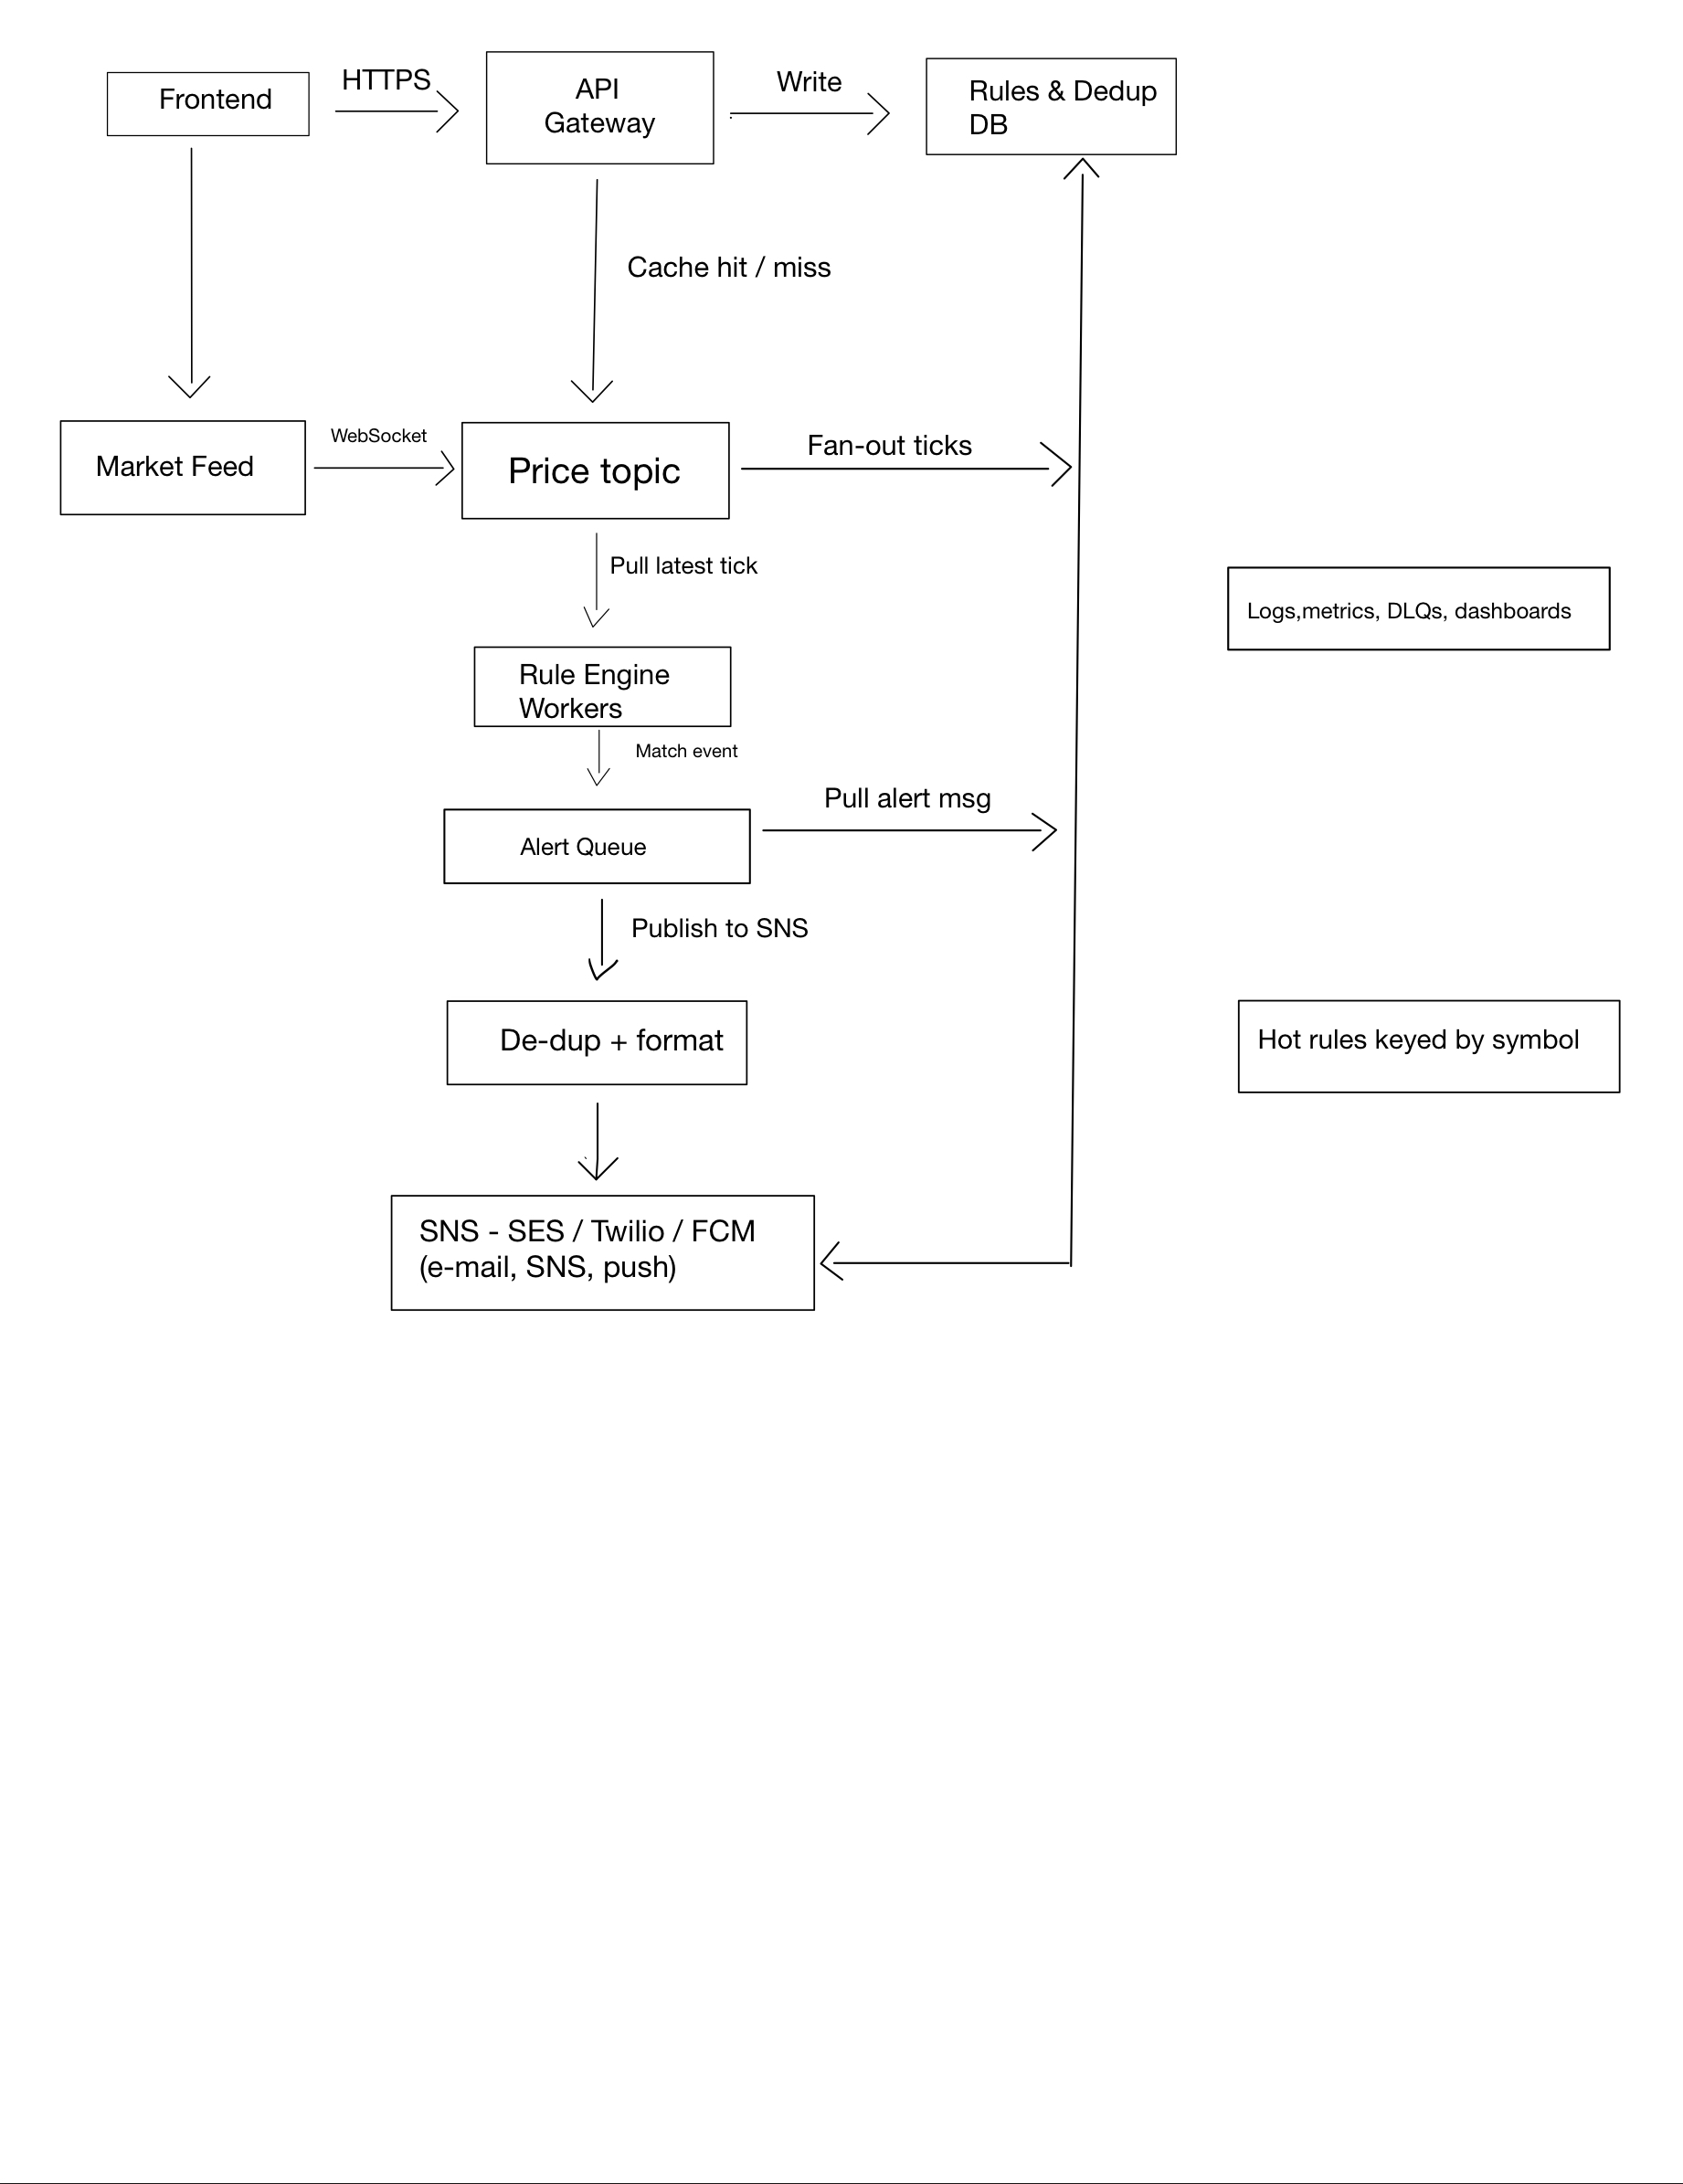 Frontend
HTTPS
API
Gateway
Write
Rules & Dedup
DB
Cache hit / miss
Market Feed
WebSocket
Price topic
Fan-out ticks
Pull latest tick
Logs,metrics, DLQs, dashboards
Rule Engine
Workers
Match event
Pull alert msg
Alert Queue
Publish to SNS
De-dup + format
Hot rules keyed by symbol
SNS - SES / Twilio / FCM
(e-mail, SNS, push)